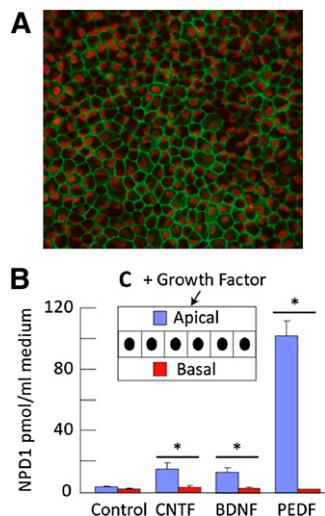 A
B
C + Growth Factor
Apical
Basal
NPD1 pmol/ml medium
120
80
40
0
*
*
*
Control CNTF BDNF PEDF